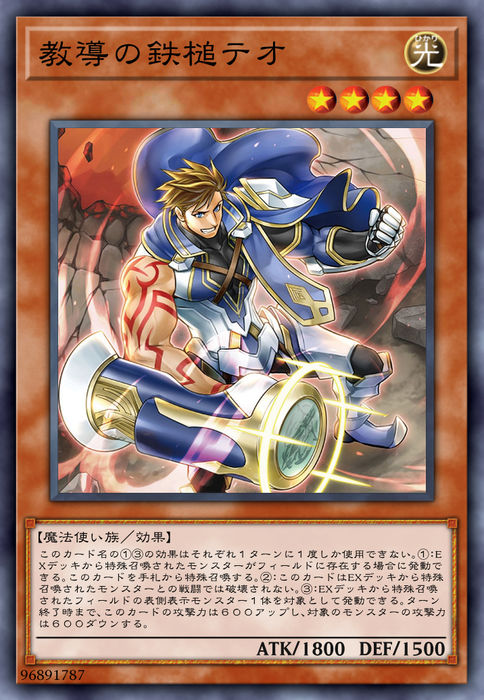 教導の鉄槌テオ
ひかり
光
【魔法使い族／効果】
このカード名の①③の効果はそれぞれ１ターンに１度しか使用できない。①：EX
デッキから特殊召喚されたモンスターがフィールドに存在する場合に発動でき
る。このカードを手札から特殊召喚する。②：このカードはEXデッキから特殊
召喚されたモンスターとの戦闘では破壊されない。③：EXデッキから特殊召喚
されたフィールドの表側表示モンスター１体を対象として発動できる。ターン
終了時まで、このカードの攻撃力は６００アップし、対象のモンスターの攻撃力
は６００ダウンする。
ATK/1800 DEF/1500
96891787